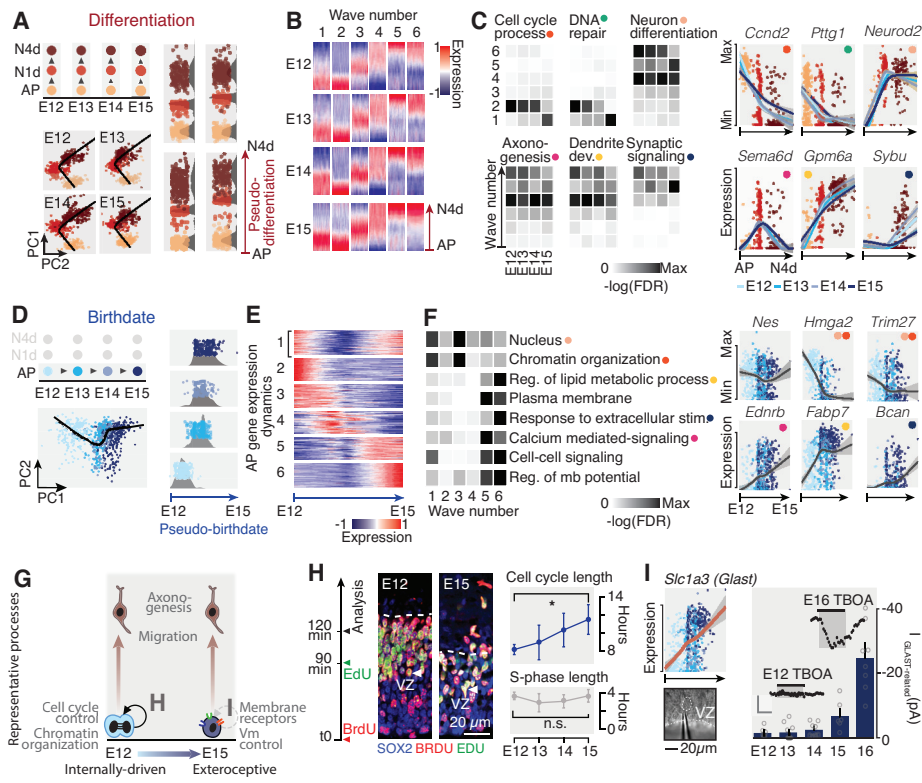 A
Differentiation
N4d
N1d
AP
E12 E13 E14 E15
E12 E13
E14 E15
PC1
PC2
N4d
Pseudo-
differentiation
AP
B
Wave number
1 2 3 4 5 6
E12
E13
E14
E15
1
Expression
-1
N4d
AP
C
Cell cycle
process
DNA
repair
Neuron
differentiation
6
5
4
3
2
1
Axono-
genesis
Dendrite
dev.
Synaptic
signaling
Wave number
E12
E13
E14
E15
0 Max
-log(FDR)
Ccnd2 Pttg1 Neurod2
Max
Min
Sema6d Gpm6a Sybu
Expression
AP N4d
E12 E13 E14 E15
D
Birthdate
N4d
N1d
AP
E12 E13 E14 E15
PC2
PC1
E12 E15
Pseudo-birthdate
E
AP gene expression
dynamics
1
2
3
4
5
6
E12 E15
-1 1
Expression
F
Nucleus
Chromatin organization
Reg. of lipid metabolic process
Plasma membrane
Response to extracellular stim.
Calcium mediated-signaling
Cell-cell signaling
Reg. of mb potential
1 2 3 4 5 6
Wave number
0 Max
-log(FDR)
Nes Hmga2 Trim27
Max
Min
Ednrb Fabp7 Bcan
Expression
E12 E15
G
Representative processes
Axono-
genesis
Migration
H
I
Cell cycle
control
Chromatin
organization
Membrane
receptors
Vm
control
E12 E15
Internally-driven Exteroceptive
H
Analysis
120
min
90
min
EdU
BrdU
t0
E12 E15
VZ VZ
20 µm
SOX2 BRDU EDU
Cell cycle length
*
12
8
Hours
S-phase length
n.s.
4
0
Hours
E12 13 14 15
I
Slc1a3 (Glast)
Expression
VZ
20µm
E16 TBOA
E12 TBOA
-40
-20
0
I GLAST-related (pA)
E12 13 14 15 16